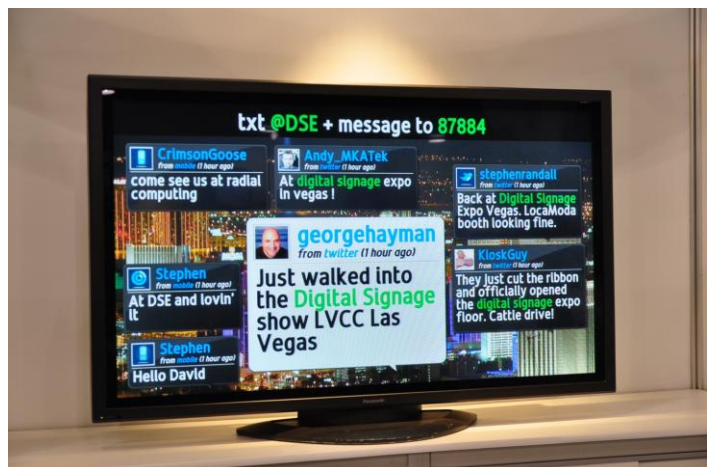 txt @DSE + message to 87884
CrimsonGoose
from mobile (1 hour ago)
come see us at radial
computing
Andy_MKATek
from twitter (1 hour ago)
At digital signage expo
in vegas !
stephenrandall
from twitter (1 hour ago)
Back at Digital Signage
Expo Vegas. LocaModa
booth looking fine.
georgehayman
from twitter (1 hour ago)
Just walked into
the Digital Signage
show LVCC Las
Vegas
Stephen
from mobile (1 hour ago)
At DSE and lovin'
it
KioskGuy
from twitter (1 hour ago)
They just cut the ribbon
and officially opened
the digital signage expo
floor. Cattle drive!
Stephen
from mobile (1 hour ago)
Hello David
Panasonic